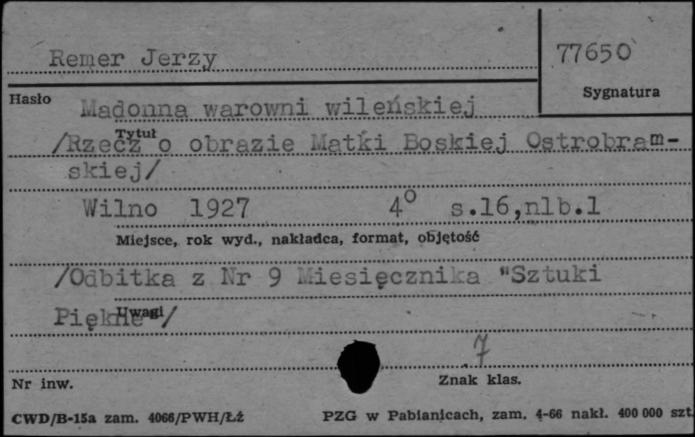 Remer Jerzy
77650
Sygnatura
Hasło
Madonna warowni wileńskiej
Tytuł
/Rzecz o obrazie Matki Boskiej Ostrobram-
skiej/
Wilno 1927 4° s.16,nlb.1
Miejsce, rok wyd., nakładca, format, objętość
/Odbitka z Nr 9 Miesięcznika "Sztuki
Piękne"/
Uwagi
7
Nr inw.
Znak klas.
CWD/B-15a zam. 4066/PWH/Łż
PZG w Pabianicach, zam. 4-66 nakł. 400 000 szt.